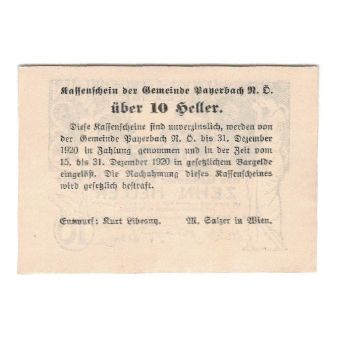 Kassenschein der Gemeinde Payerbach N. Ö.
über 10 Heller.
Diese Kassenscheine sind unverzinslich, werden von
der Gemeinde Payerbach N. Ö. bis 31. Dezember
1920 in Zahlung genommen und in der Zeit vom
15. bis 31. Dezember 1920 in gesetzlichem Bargelde
eingelöst. Die Nachahmung dieses Kassenscheines
wird gesetzlich bestraft.
Entwurf: Kurt Libesny. M. Salzer in Wien.